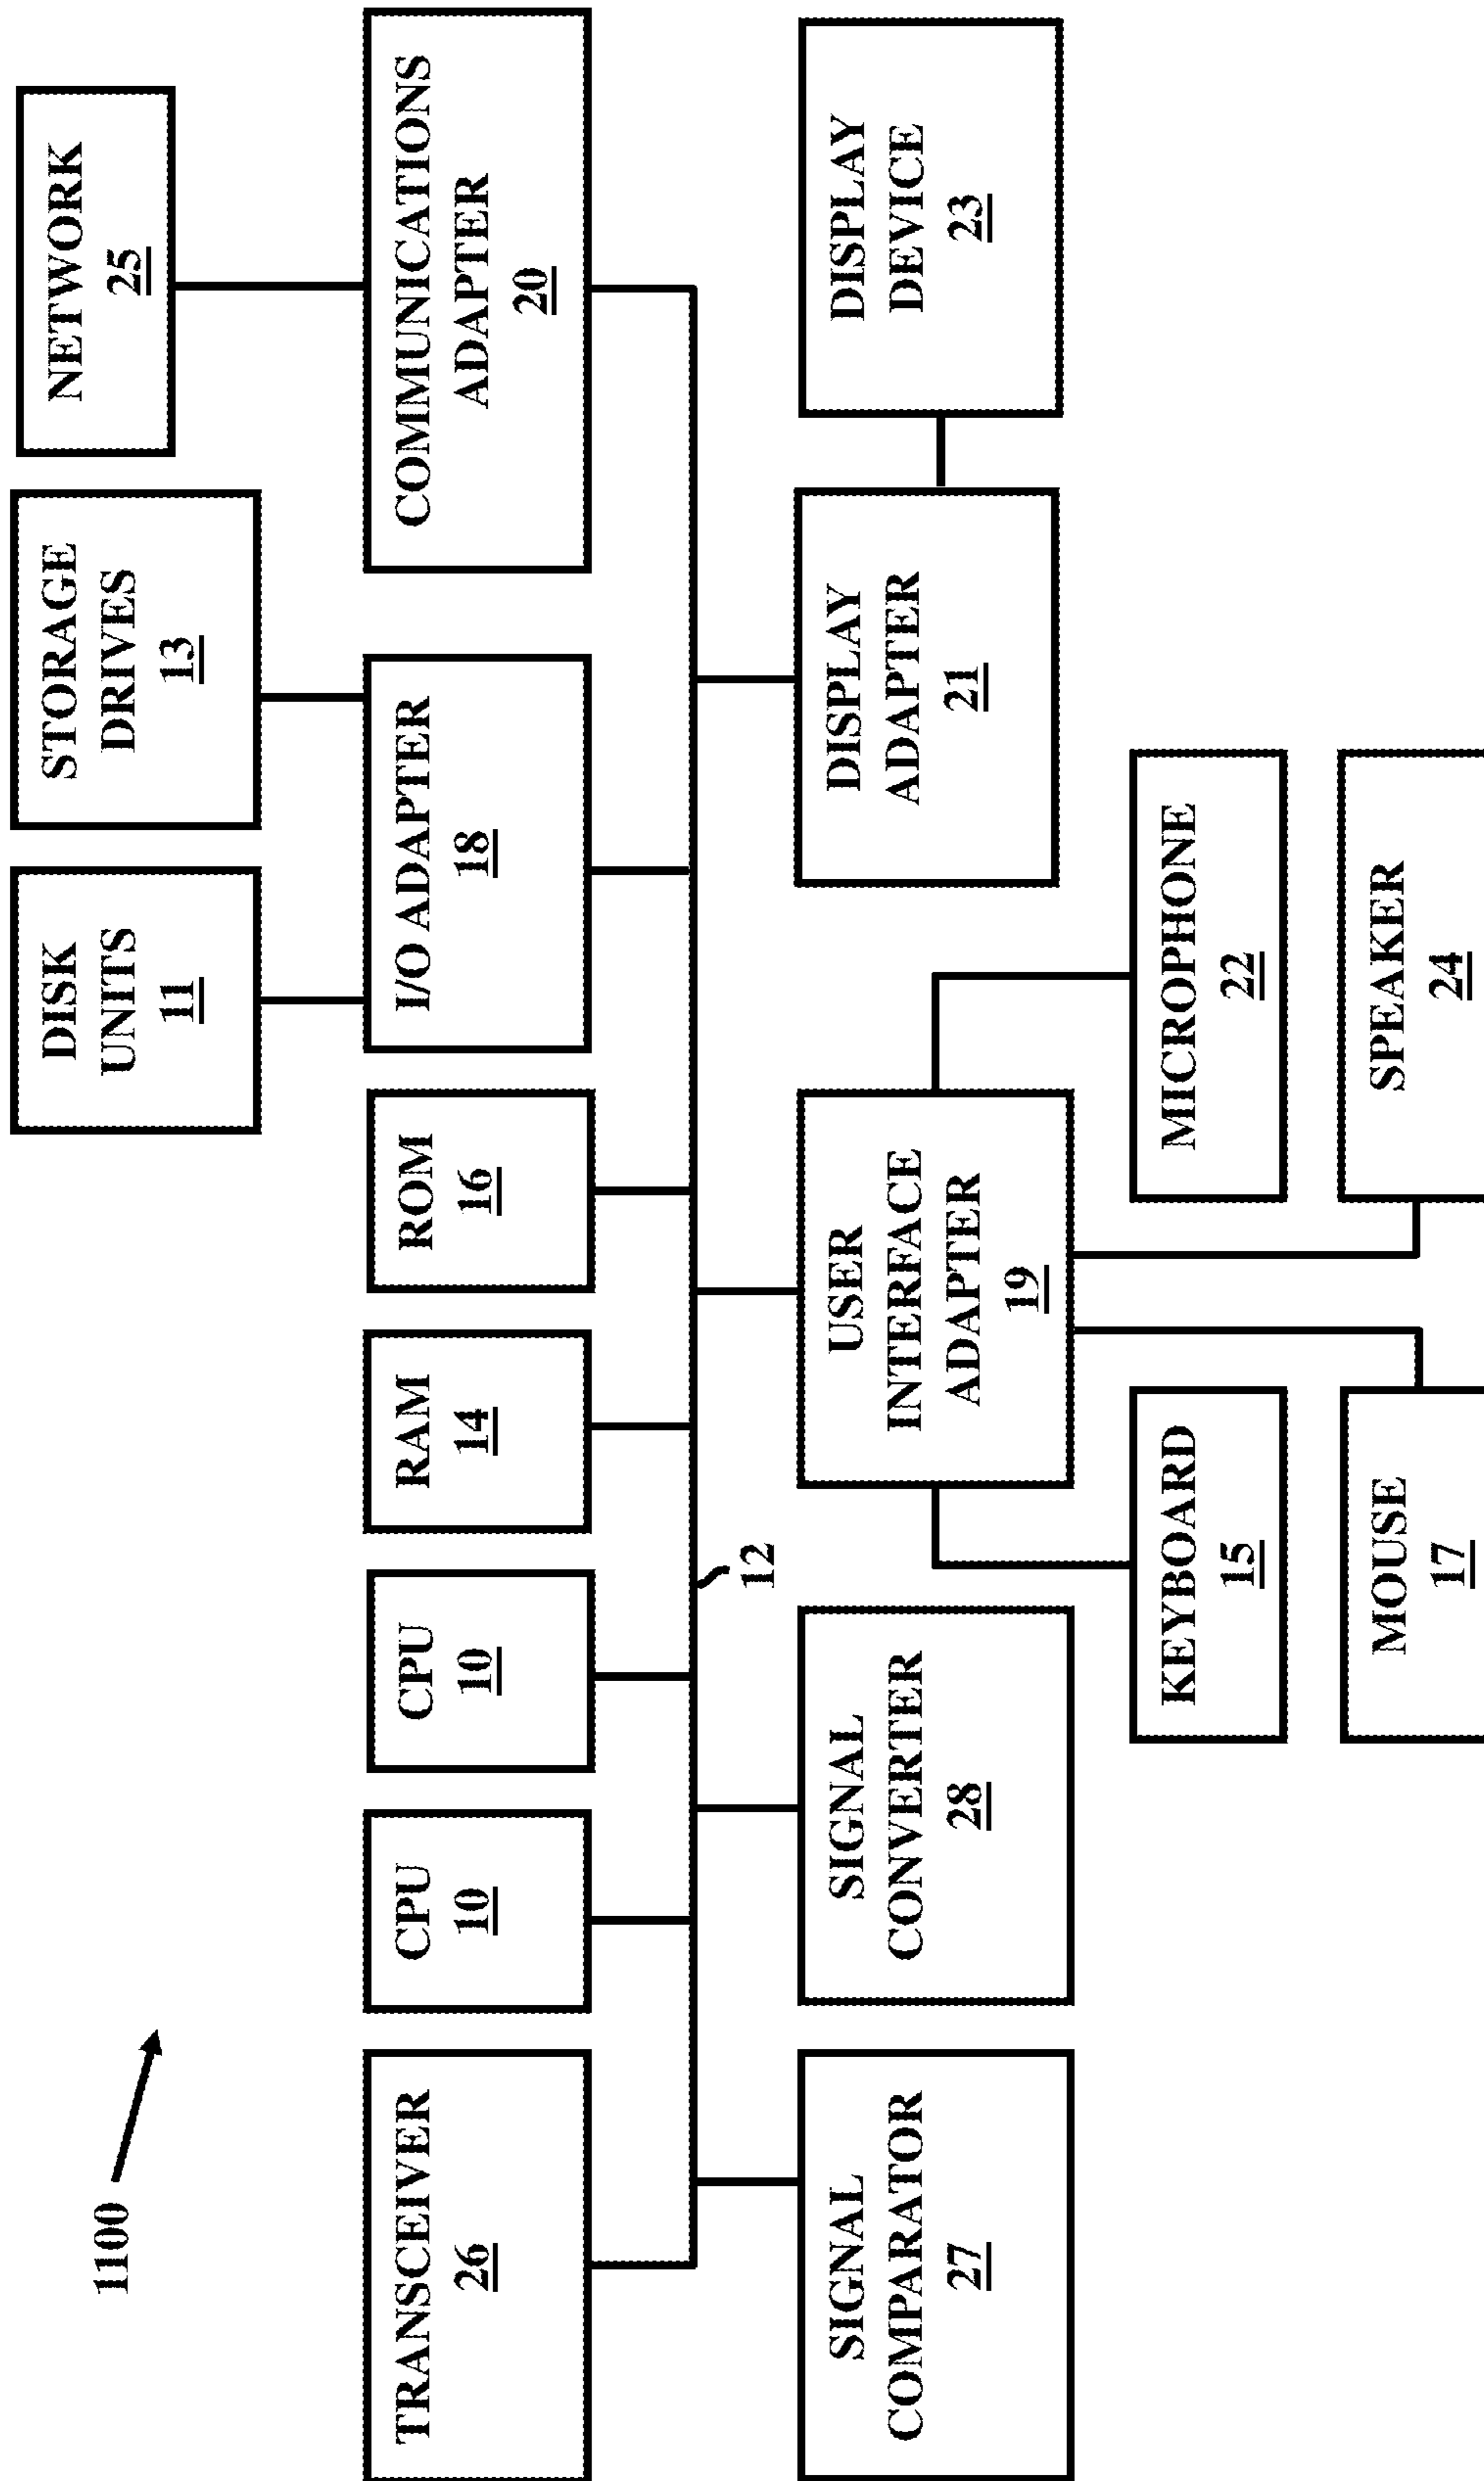 1100
NETWORK
25
DISK
UNITS
11
STORAGE
DRIVES
13
TRANSCEIVER
26
CPU
10
CPU
10
RAM
14
ROM
16
I/O ADAPTER
18
COMMUNICATIONS
ADAPTER
20
12
SIGNAL
COMPARATOR
27
SIGNAL
CONVERTER
28
USER
INTERFACE
ADAPTER
19
DISPLAY
ADAPTER
21
DISPLAY
DEVICE
23
KEYBOARD
15
MICROPHONE
22
MOUSE
17
SPEAKER
24